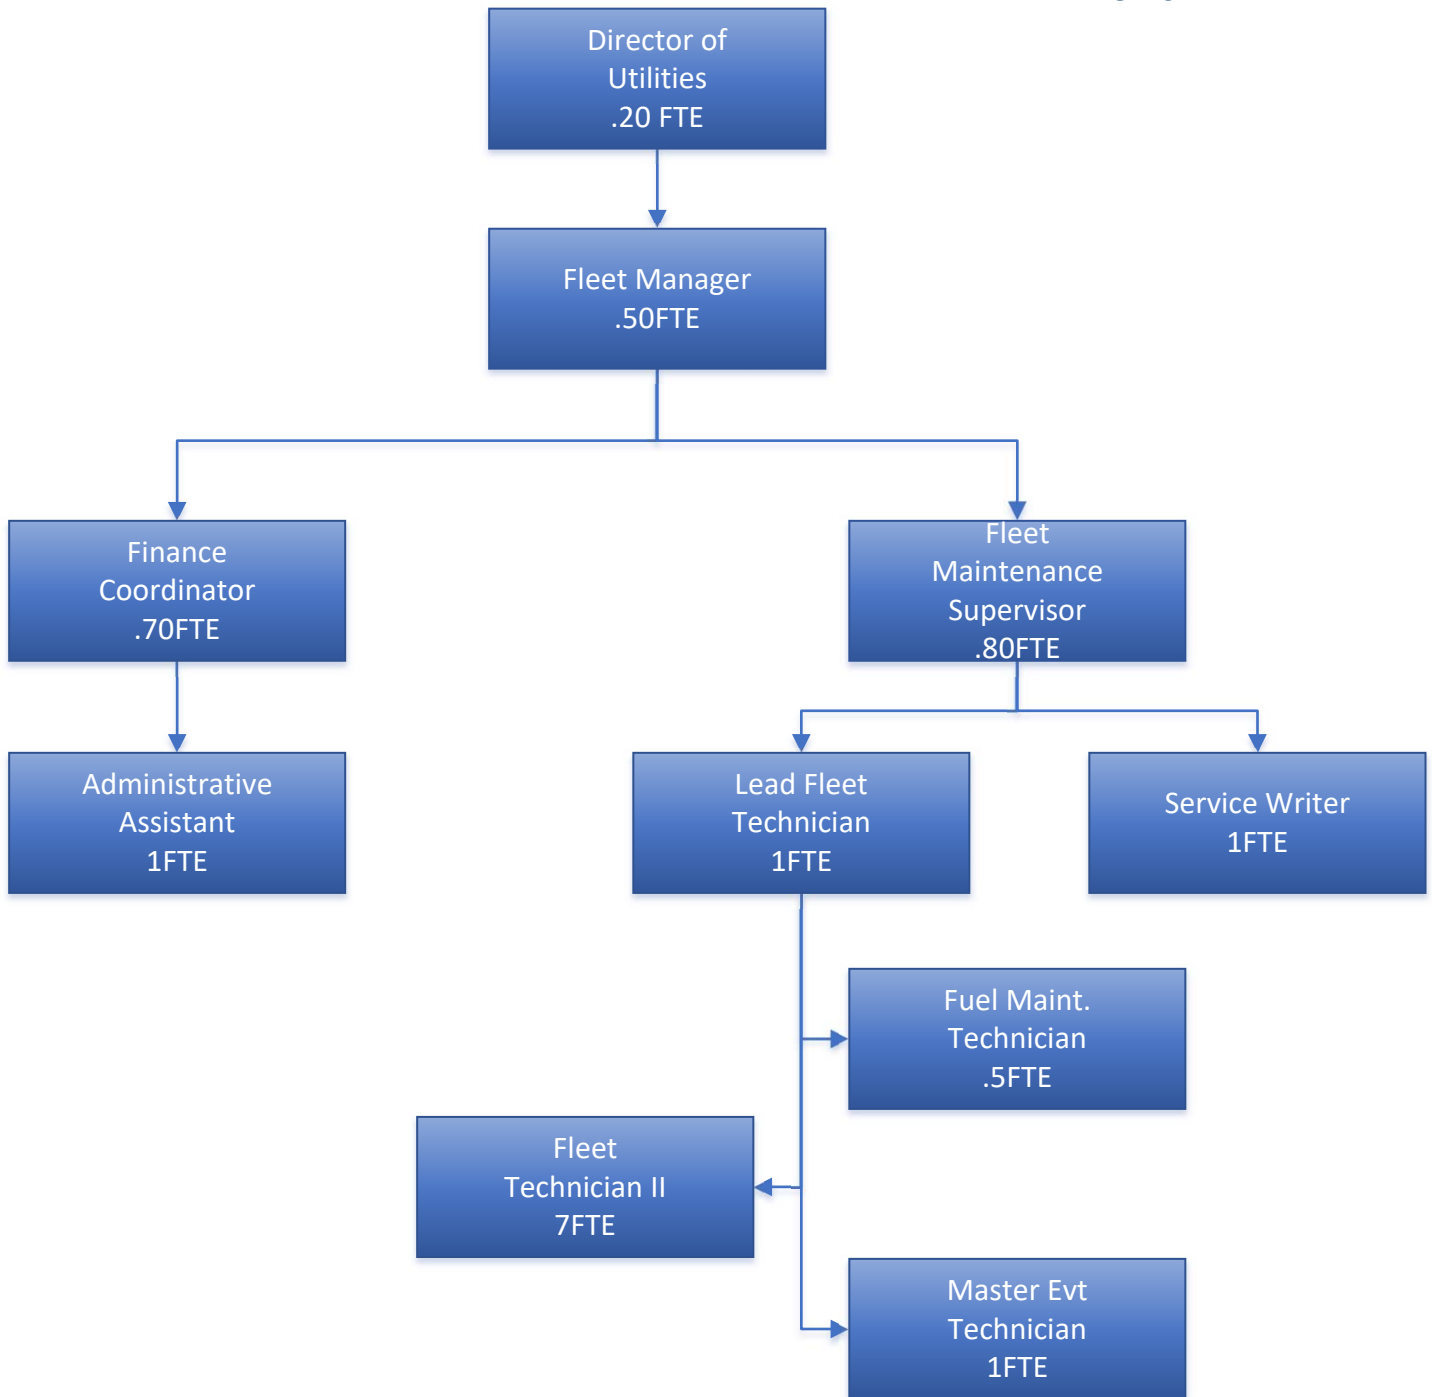 Director of
Utilities
.20 FTE
Fleet Manager
.50FTE
Finance
Coordinator
.70FTE
Fleet
Maintenance
Supervisor
.80FTE
Administrative
Assistant
1FTE
Lead Fleet
Technician
1FTE
Service Writer
1FTE
Fuel Maint.
Technician
.5FTE
Fleet
Technician II
7FTE
Master Evt
Technician
1FTE